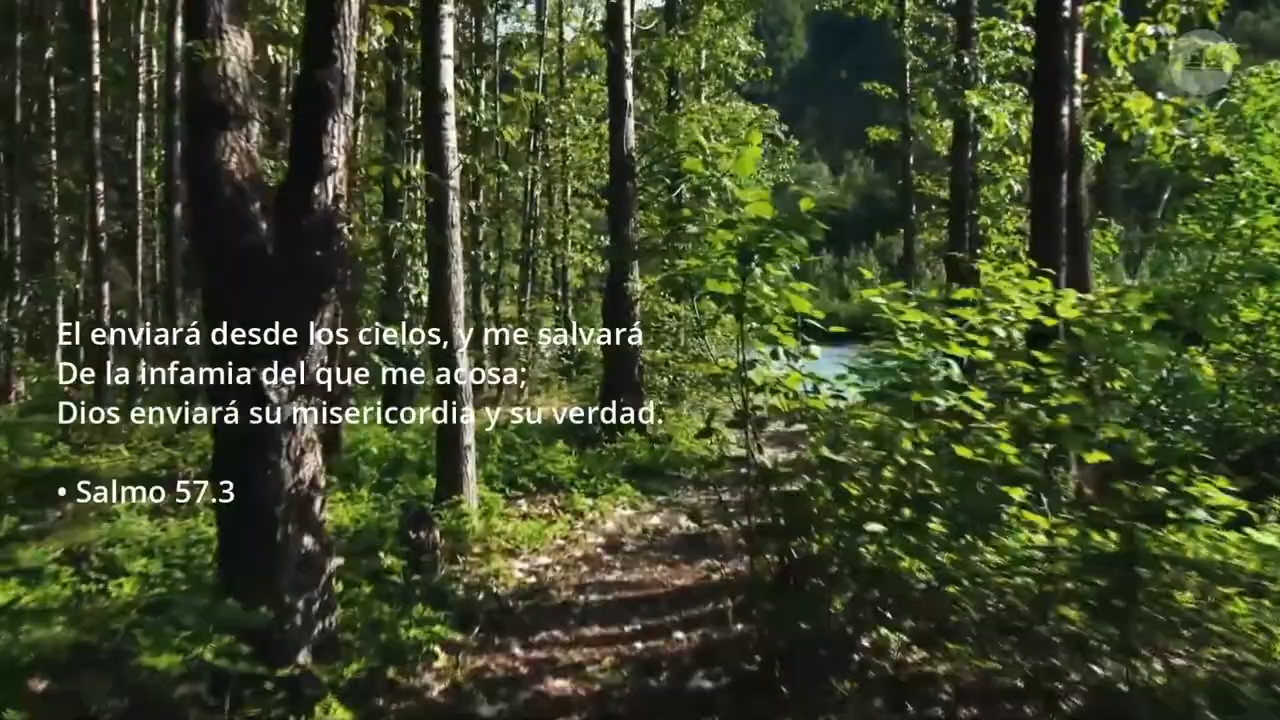 El enviará desde los cielos, y me salvará
De la infamia del que me acosa;
Dios enviará su misericordia y su verdad.
• Salmo 57.3